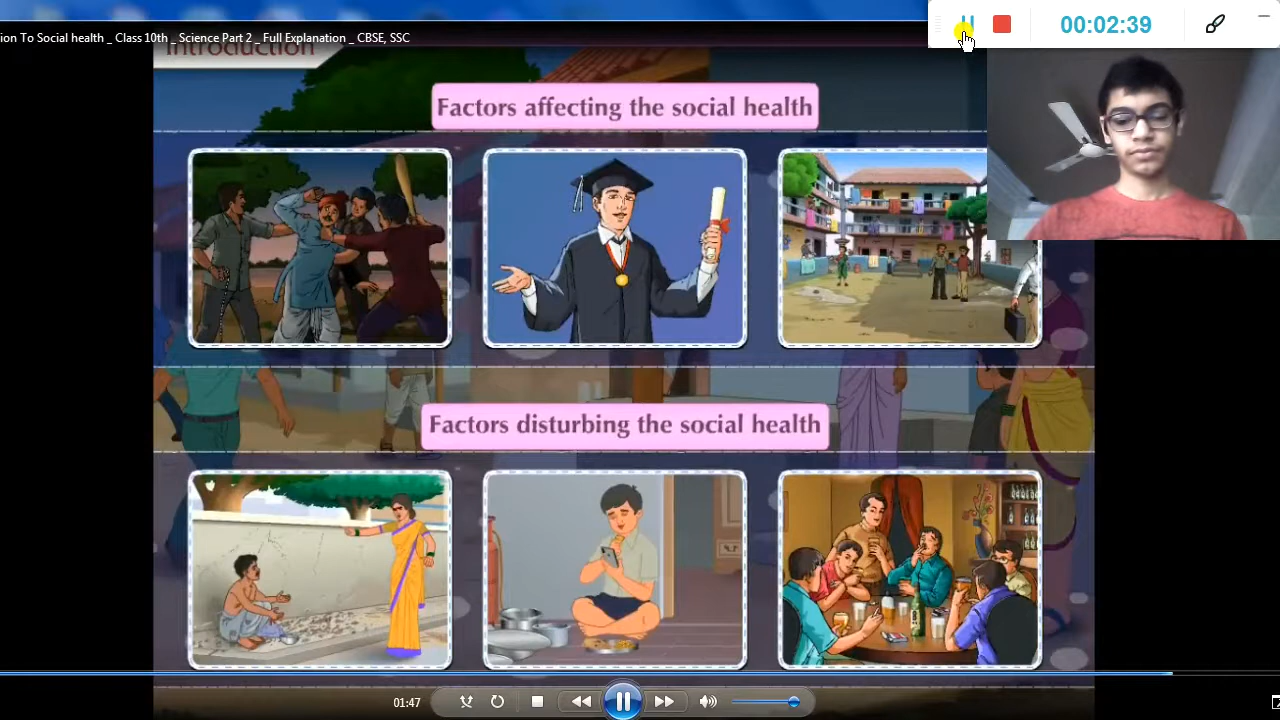 ion To Social health _ Class 10th _ Science Part 2 _ Full Explanation _ CBSE, SSC
00:02:39
Introduction
Factors affecting the social health
Factors disturbing the social health
01:47